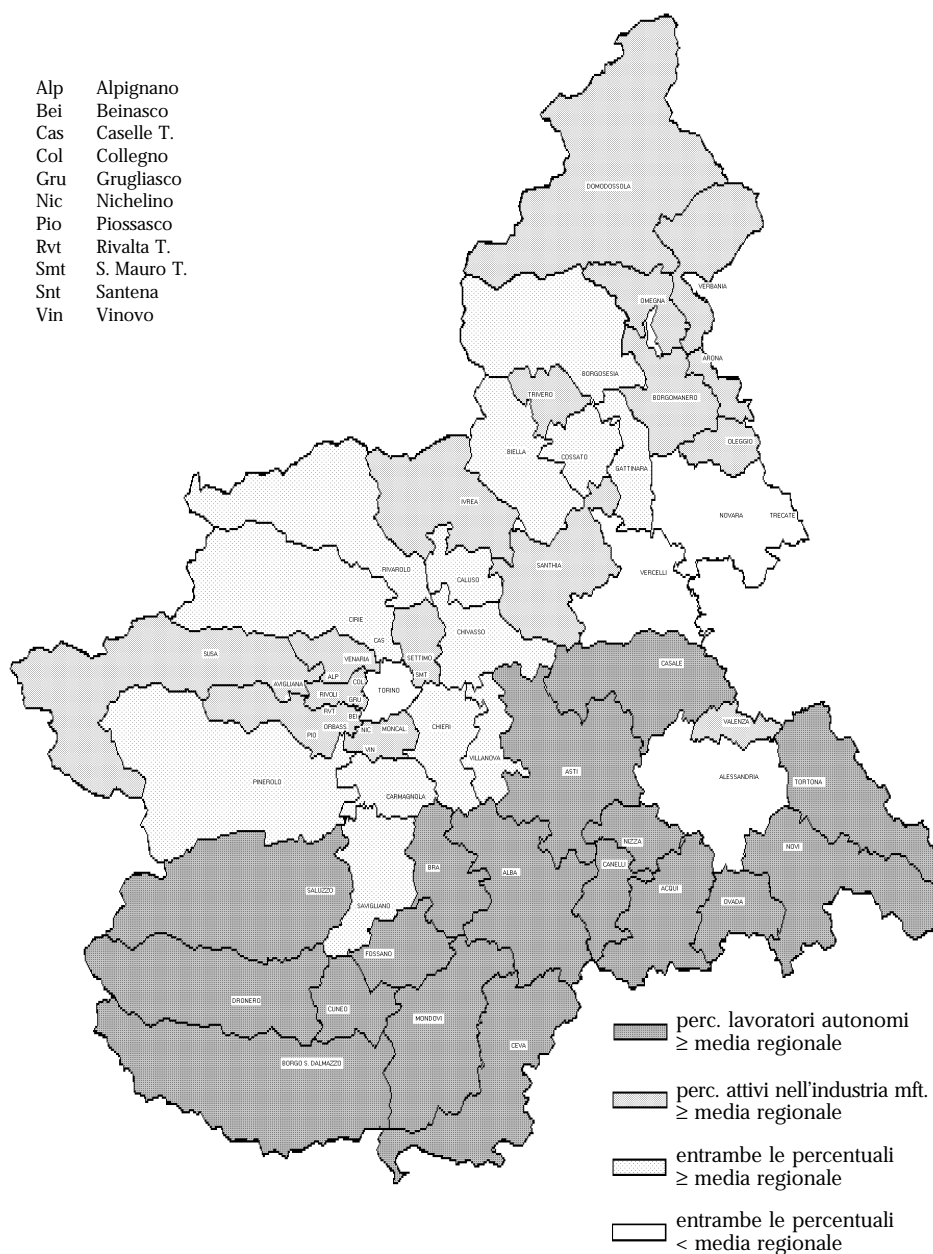 Alp Alpignano
Bei Beinasco
Cas Caselle T.
Col Collegno
Gru Grugliasco
Nic Nichelino
Pio Piossasco
Rvt Rivalta T.
Smt S. Mauro T.
Snt Santena
Vin Vinovo
DOMODOSSOLA
VERBANIA
OMEGNA
ARONA
BORGOSESIA
TRIVERO
BORGOMANERO
OLEGGIO
BIELLA
COSSATO
GATTINARA
IVREA
NOVARA
TRECATE
RIVAROLO
CALUSO
SANTHIA
VERCELLI
CIRIE
CAS
CHIVASSO
SUSA
VENARIA
SETTIMO
CASALE
AVIGLIANA
ALP
COL
SMT
RIVOLI
GRU
TORINO
RVT
BEI
PIO
ORBASS
NIC
MONCAL
VIN
CHIERI
VILLANOVA
VALENZA
ASTI
ALESSANDRIA
TORTONA
PINEROLO
CARMAGNOLA
NIZZA
NOVI
BRA
ALBA
CANELLI
SALUZZO
ACQUI
SAVIGLIANO
OVADA
FOSSANO
DRONERO
CUNEO
MONDOVI
CEVA
BORGO S. DALMAZZO
perc. lavoratori autonomi
≥ media regionale
perc. attivi nell'industria mft.
≥ media regionale
entrambe le percentuali
≥ media regionale
entrambe le percentuali
< media regionale